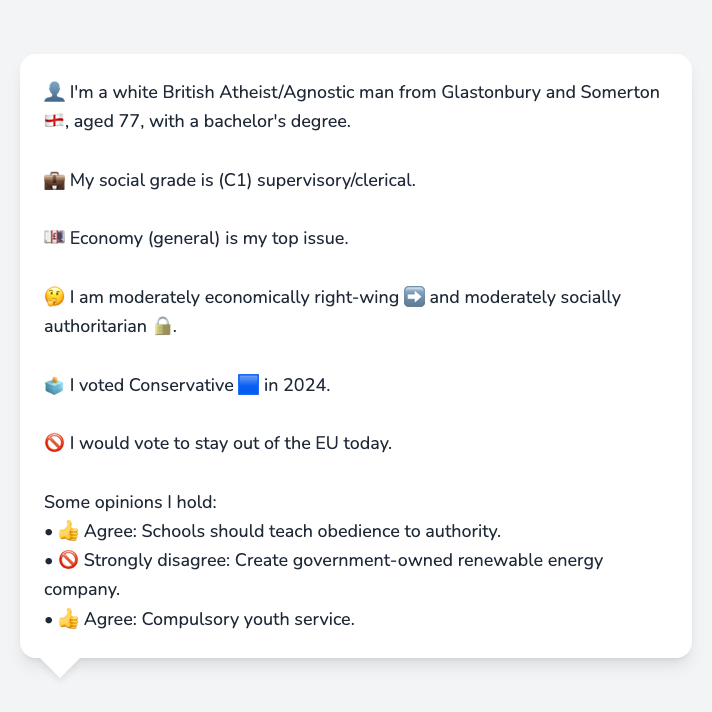 👤 I'm a white British Atheist/Agnostic man from Glastonbury and Somerton
🏴󠁧󠁢󠁥󠁮󠁧󠁿, aged 77, with a bachelor's degree.
💼 My social grade is (C1) supervisory/clerical.
💷 Economy (general) is my top issue.
🤔 I am moderately economically right-wing ➡️ and moderately socially
authoritarian 🔒.
🗳️ I voted Conservative 🟦 in 2024.
🚫 I would vote to stay out of the EU today.
Some opinions I hold:
• 👍 Agree: Schools should teach obedience to authority.
• 🚫 Strongly disagree: Create government-owned renewable energy
company.
• 👍 Agree: Compulsory youth service.